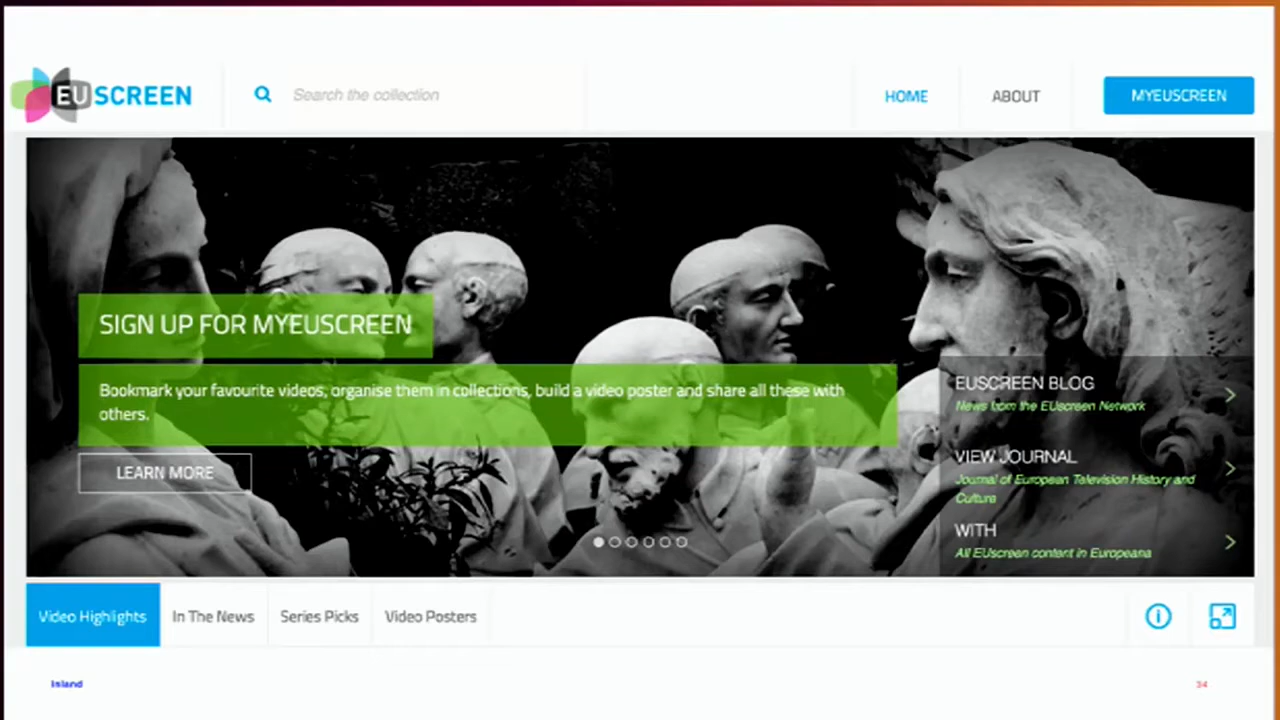 EUSCREEN
Search the collection
HOME
ABOUT
MYEUSCREEN
SIGN UP FOR MYEUSCREEN
Bookmark your favourite videos, organise them in collections, build a video poster and share all these with
others.
LEARN MORE
EUSCREEN BLOG
News from the EUscreen Network
VIEW JOURNAL
Journal of European Television History and
Culture
WITH
All EUscreen content in Europeana
Video Highlights
In The News
Series Picks
Video Posters
Inland
34